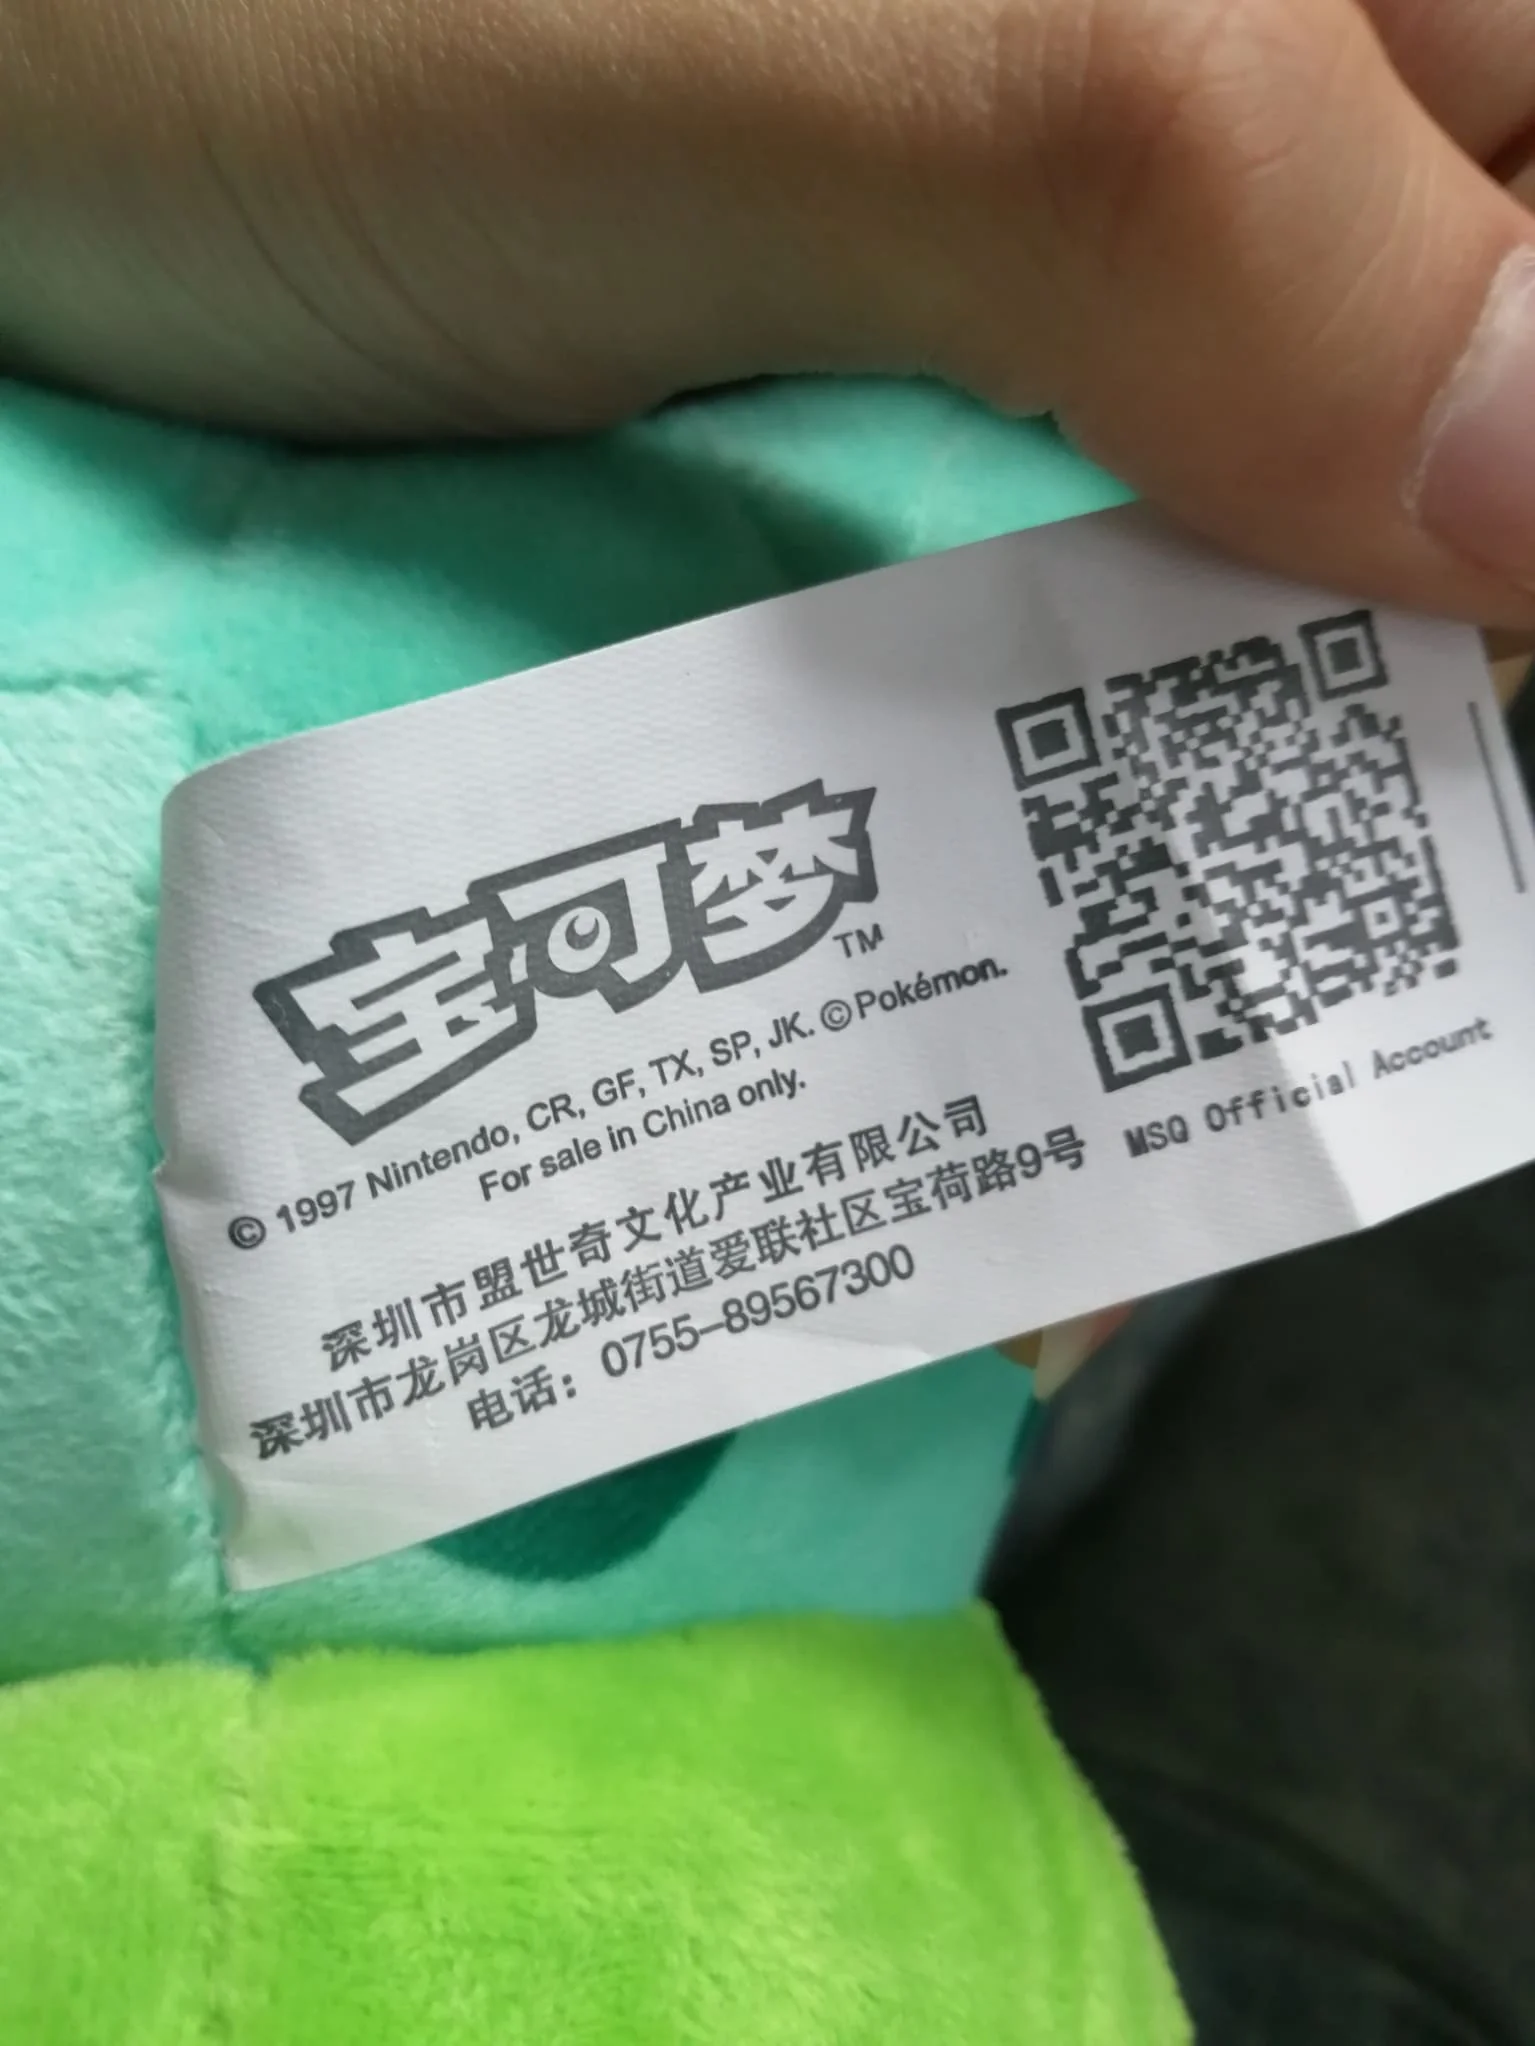 宝可梦™
© 1997 Nintendo, CR, GF, TX, SP, JK. ©Pokémon.
For sale in China only.
深圳市盟世奇文化产业有限公司
深圳市龙岗区龙城街道爱联社区宝荷路9号
电话：0755-89567300
MSQ Official Account